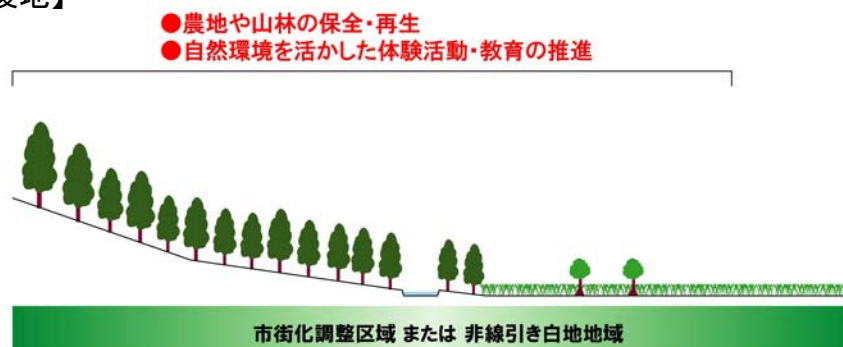 地】
●農地や山林の保全・再生
●自然環境を活かした体験活動・教育の推進
市街化調整区域 または 非線引き白地地域